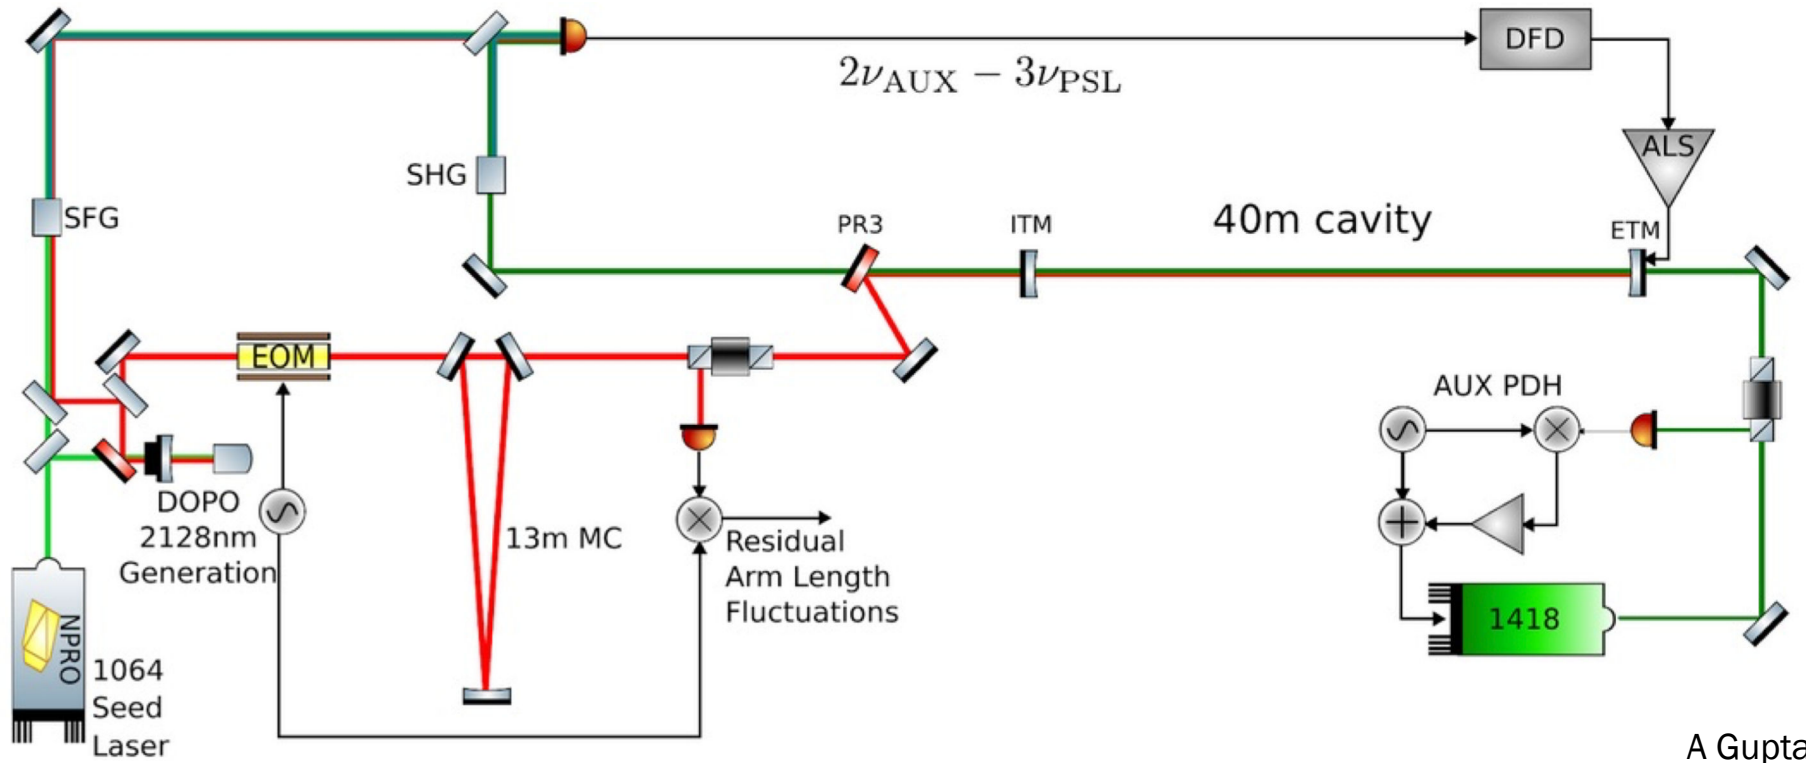 DFD
2νAUX − 3νPSL
ALS
SHG
SFG
PR3
ITM
40m cavity
ETM
EOM
AUX PDH
DOPO
2128nm
Generation
13m MC
Residual
Arm Length
Fluctuations
NPRO
1064
Seed
Laser
1418
A Gupta